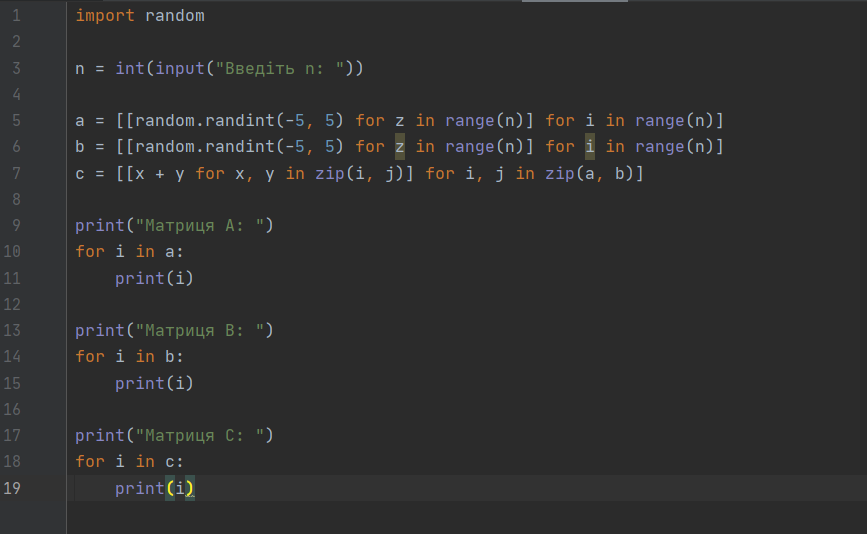 1 import random
2
3 n = int(input("Введіть n: "))
4
5 a = [[random.randint(-5, 5) for z in range(n)] for i in range(n)]
6 b = [[random.randint(-5, 5) for z in range(n)] for i in range(n)]
7 c = [[x + y for x, y in zip(i, j)] for i, j in zip(a, b)]
8
9 print("Матриця А: ")
10 for i in a:
11     print(i)
12
13 print("Матриця В: ")
14 for i in b:
15     print(i)
16
17 print("Матриця С: ")
18 for i in c:
19     print(i)